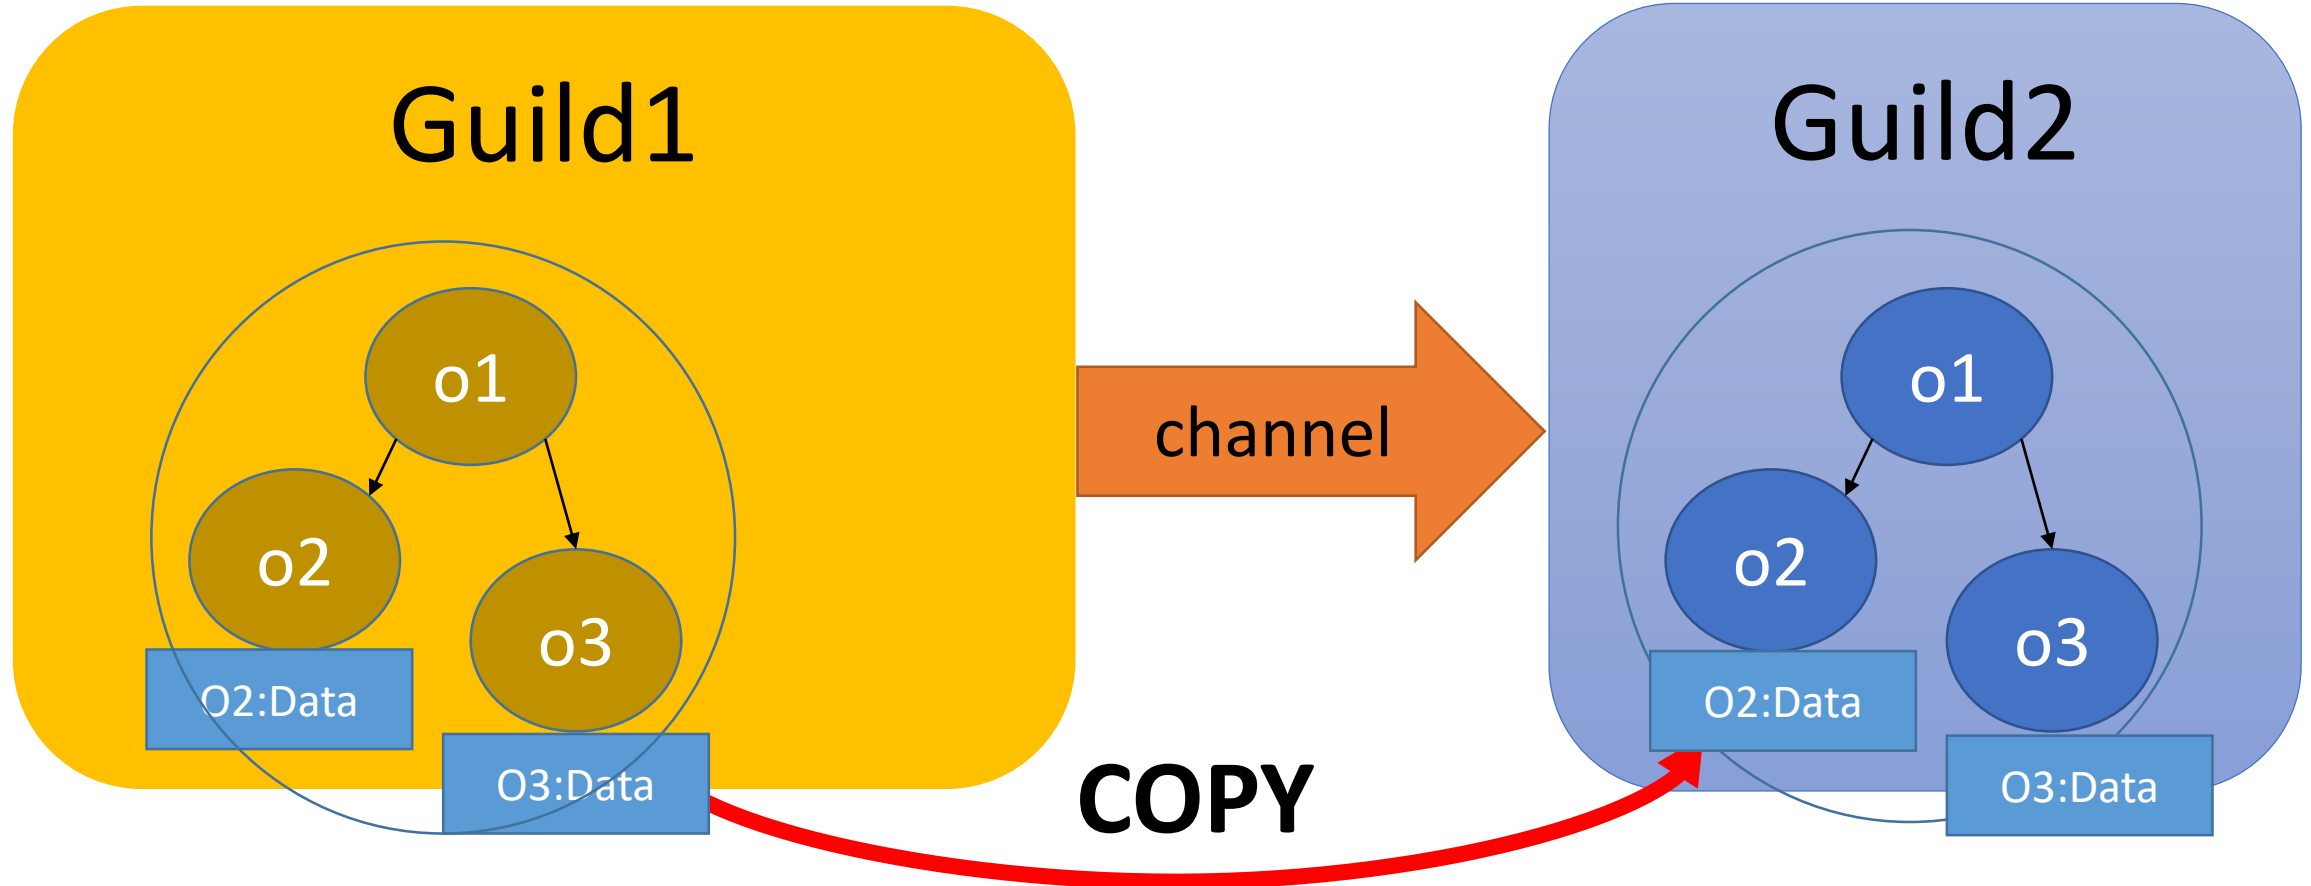 Guild1
Guild2
o1
o2
o3
O2:Data
O3:Data
channel
o1
o2
o3
O2:Data
O3:Data
COPY